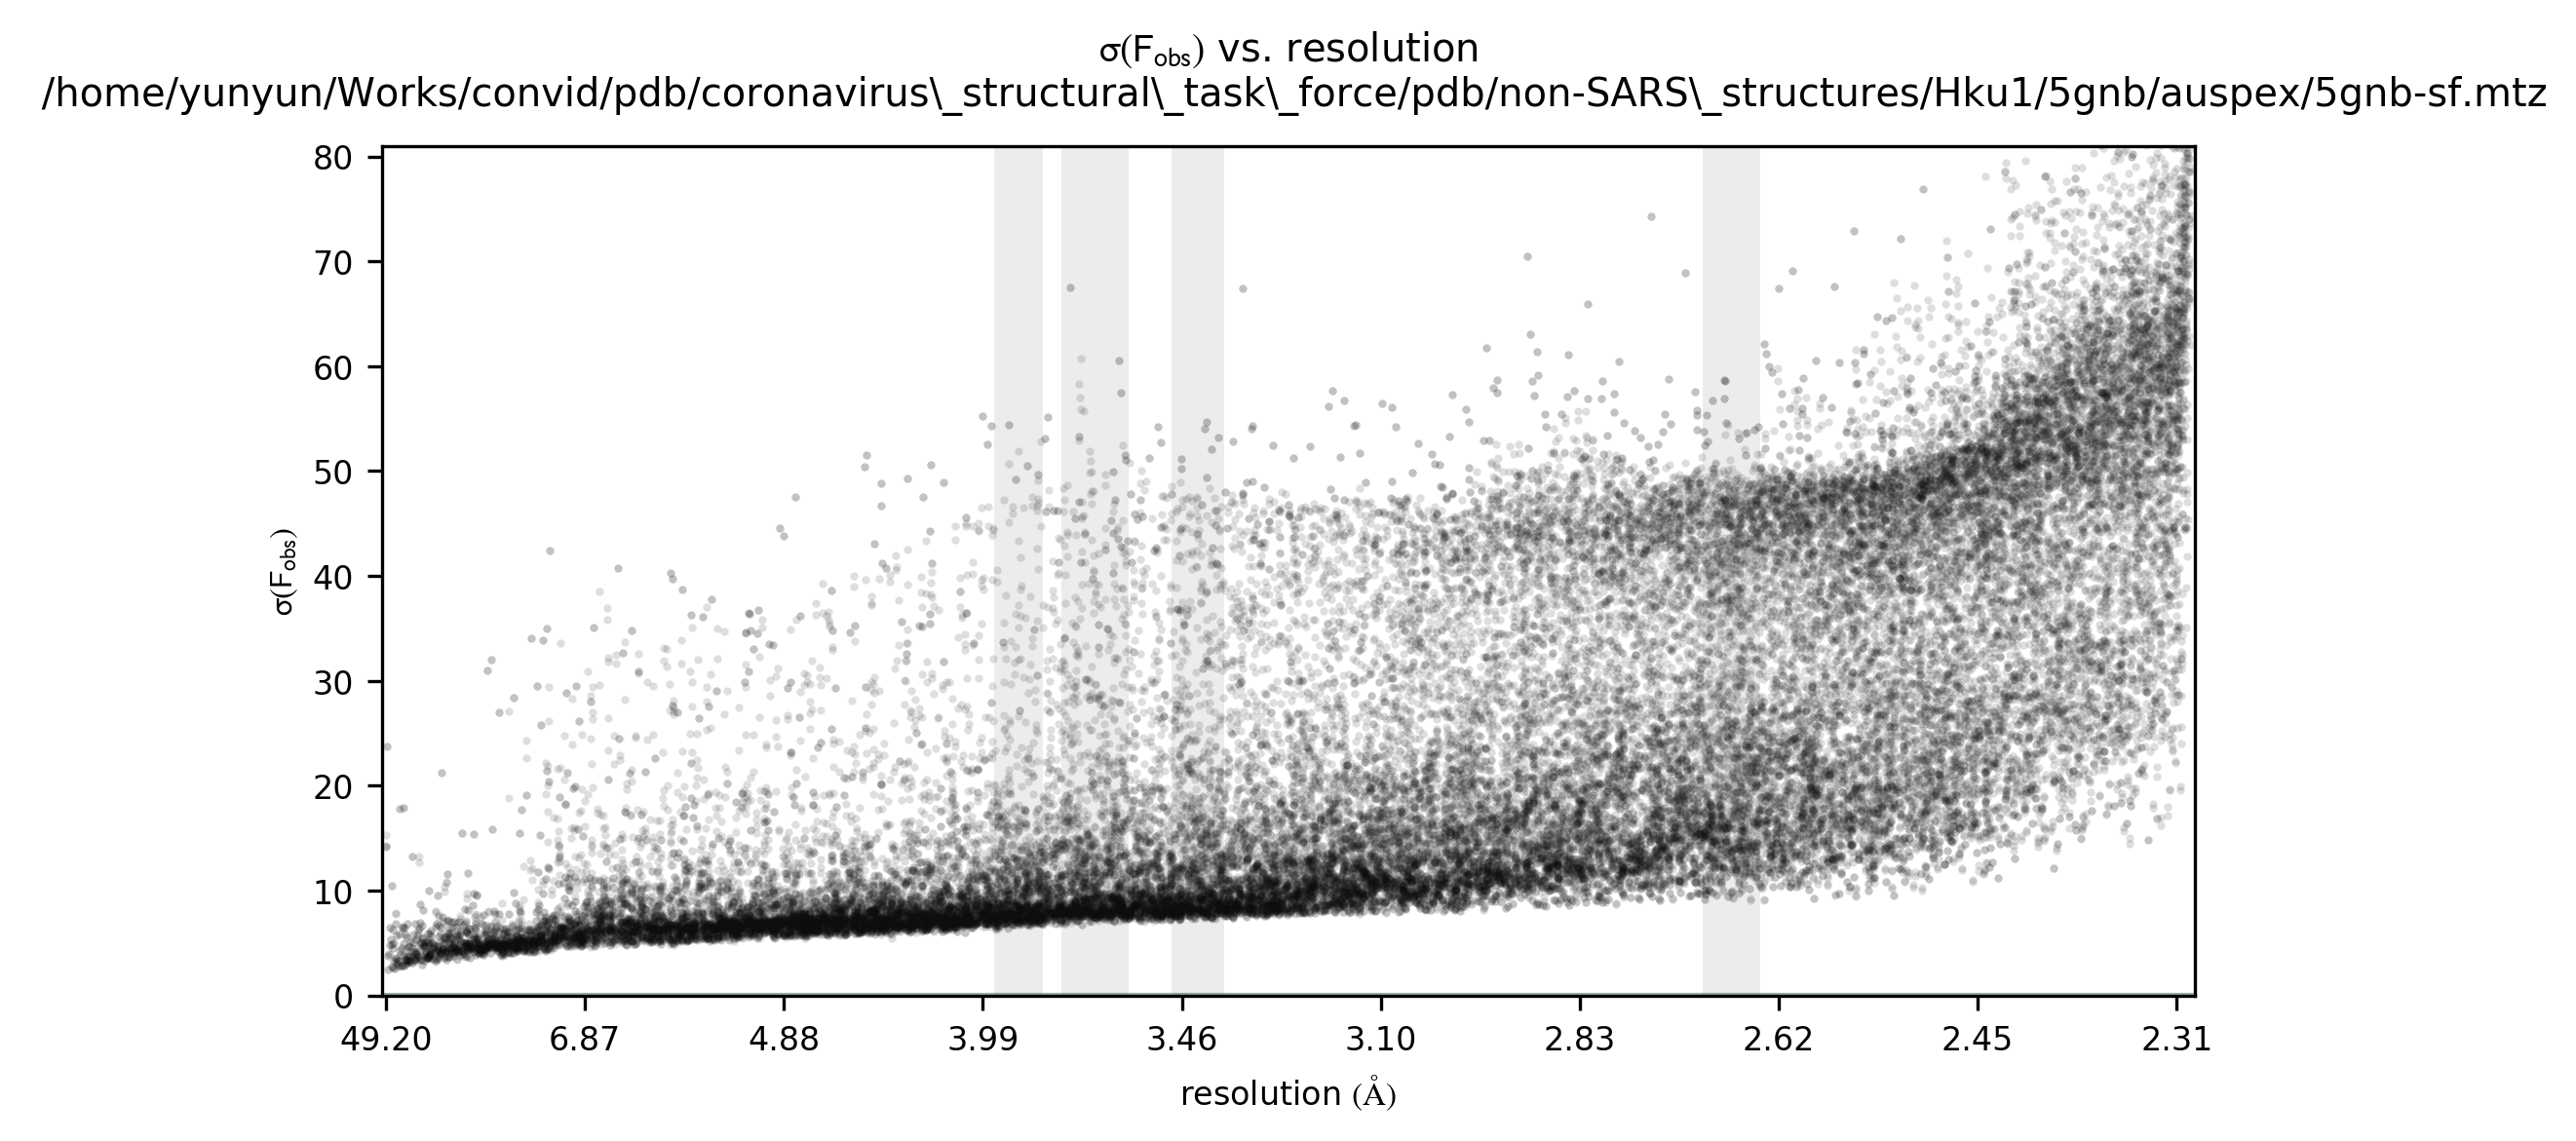 σ(Fobs) vs. resolution
/home/yunyun/Works/convid/pdb/coronavirus\_structural\_task\_force/pdb/non-SARS\_structures/Hku1/5gnb/auspex/5gnb-sf.mtz
80
70
60
50
40
30
20
10
0
σ(Fobs)
49.20 6.87 4.88 3.99 3.46 3.10 2.83 2.62 2.45 2.31
resolution (Å)